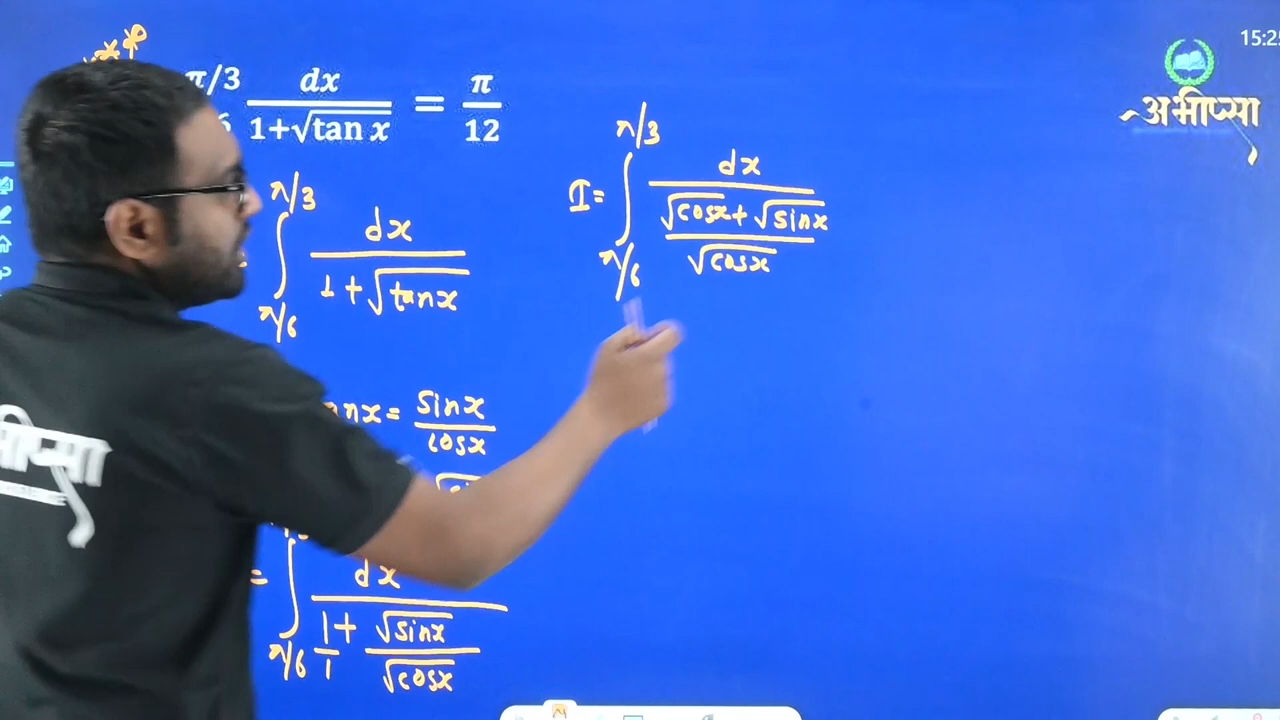 15:25
अभीप्सा
π/3 dx / 1+√tan x = π/12
π/3
∫ dx / 1+√tanx
π/6
tanx = sinx / cosx
= ∫ dx / 1/1 + √sinx / √cosx
π/6
π/3
I = ∫ dx / √cosx + √sinx / √cosx
π/6